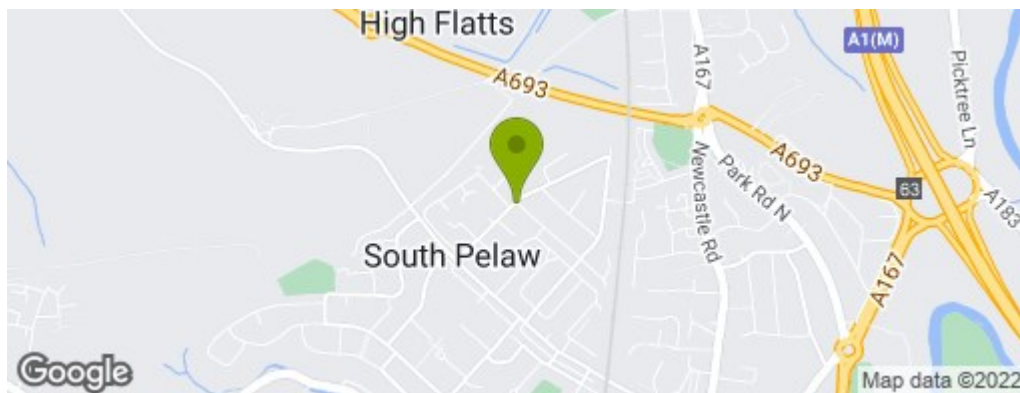 High Flatts
A693
A167
A1(M)
Picktree Ln
A693
63
A183
Newcastle Rd
Park Rd N
South Pelaw
A167
Google
Map data ©2022